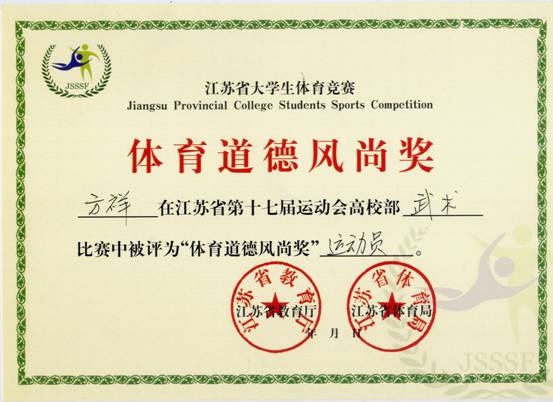 JSSSF
江苏省大学生体育竞赛
Jiangsu Provincial College Students Sports Competition
体育道德风尚奖
方祥 在江苏省第十七届运动会高校部 武术
比赛中被评为“体育道德风尚奖” 运动员 。
江苏省教育厅 江苏省体育局
江苏省教育厅 江苏省体育局
年 月 日
JSSSF